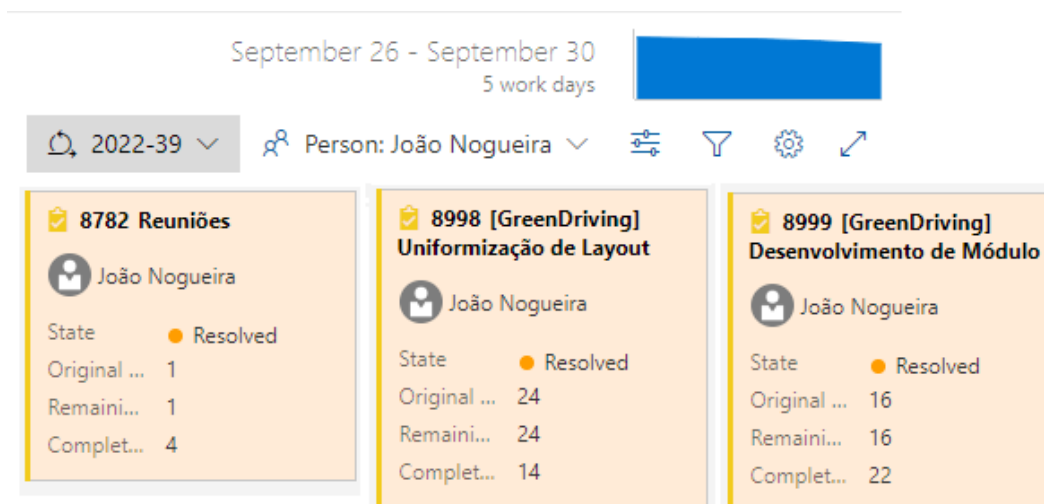 September 26 - September 30
5 work days
2022-39
Person: João Nogueira
8782 Reuniões
João Nogueira
State Resolved
Original ... 1
Remaini... 1
Complet... 4
8998 [GreenDriving]
Uniformização de Layout
João Nogueira
State Resolved
Original ... 24
Remaini... 24
Complet... 14
8999 [GreenDriving]
Desenvolvimento de Módulo
João Nogueira
State Resolved
Original ... 16
Remaini... 16
Complet... 22